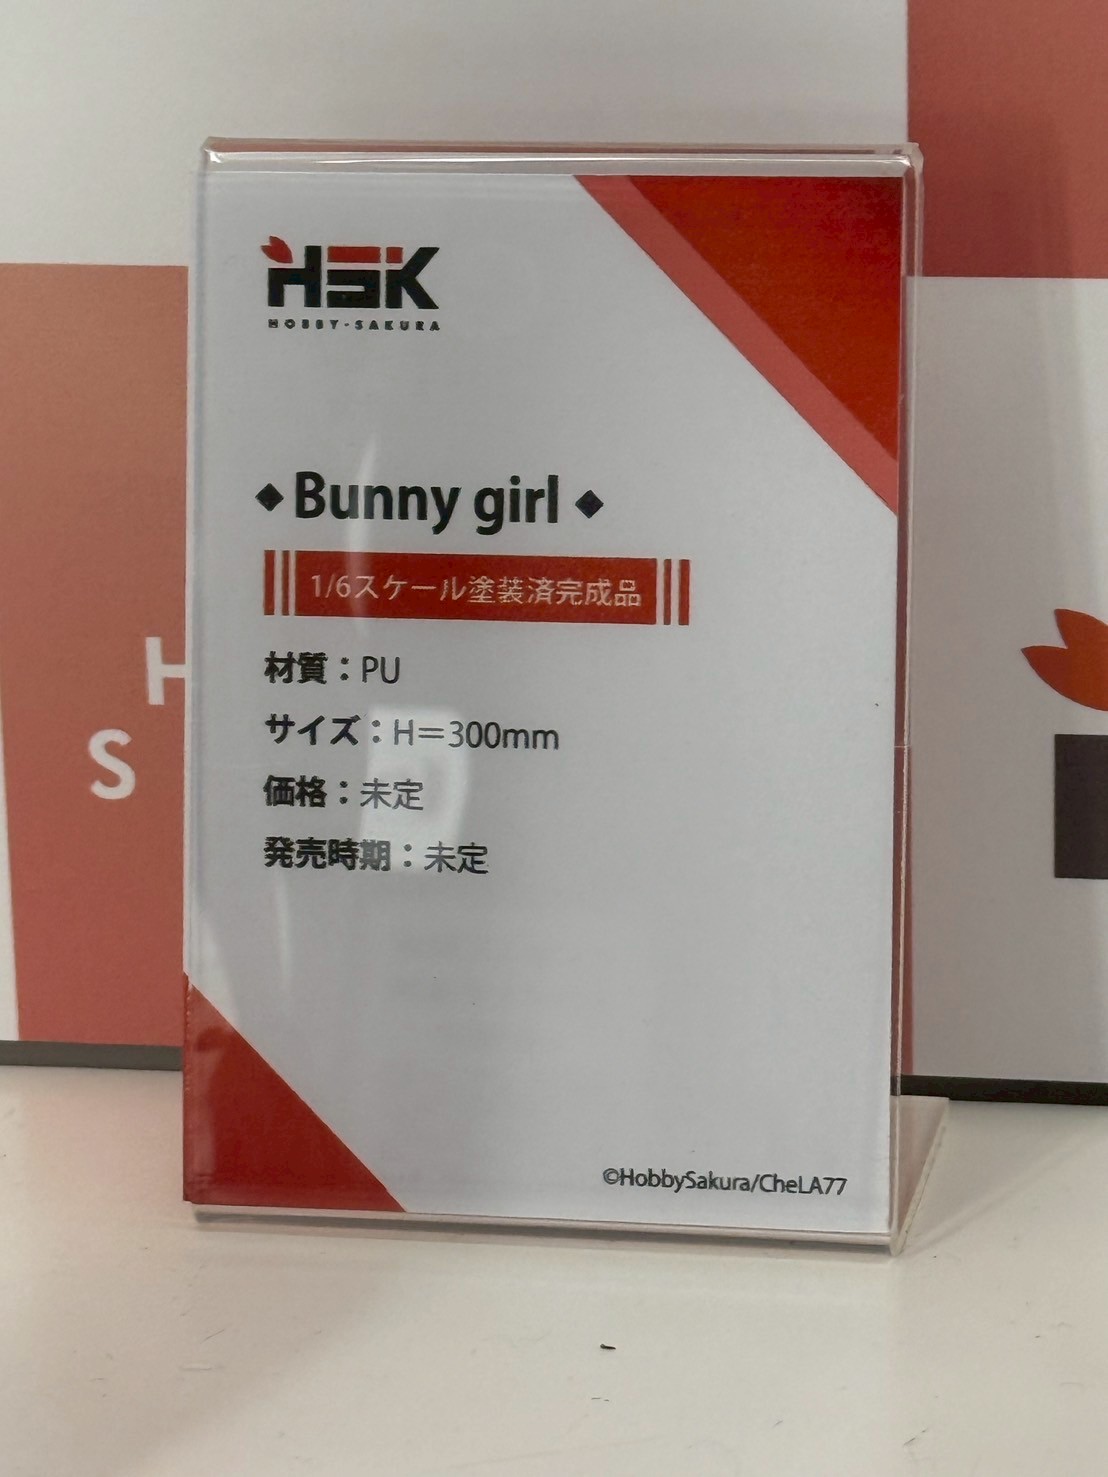 HSK
HOBBY-SAKURA
◆Bunny girl◆
1/6スケール塗装済完成品
材質：PU
サイズ：H＝300mm
価格：未定
発売時期：未定
©HobbySakura/CheLA77
H
S